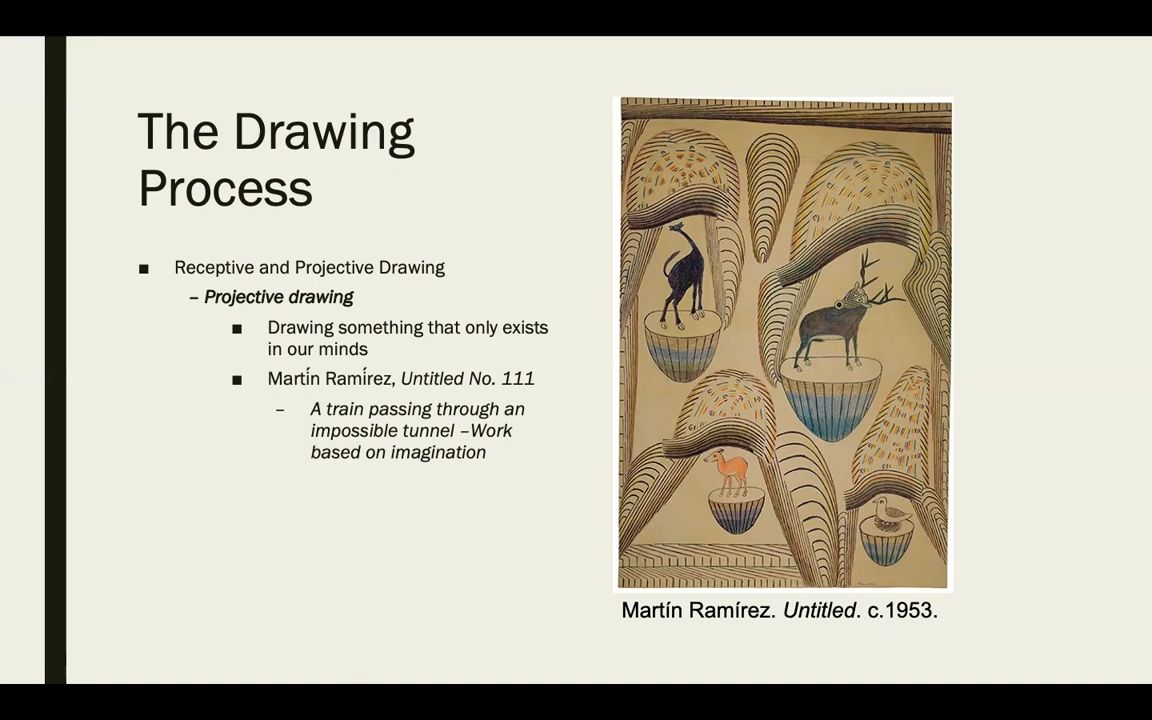 The Drawing
Process
■ Receptive and Projective Drawing
– Projective drawing
■ Drawing something that only exists
in our minds
■ Martín Ramírez, Untitled No. 111
– A train passing through an
impossible tunnel –Work
based on imagination
Martín Ramírez. Untitled. c.1953.